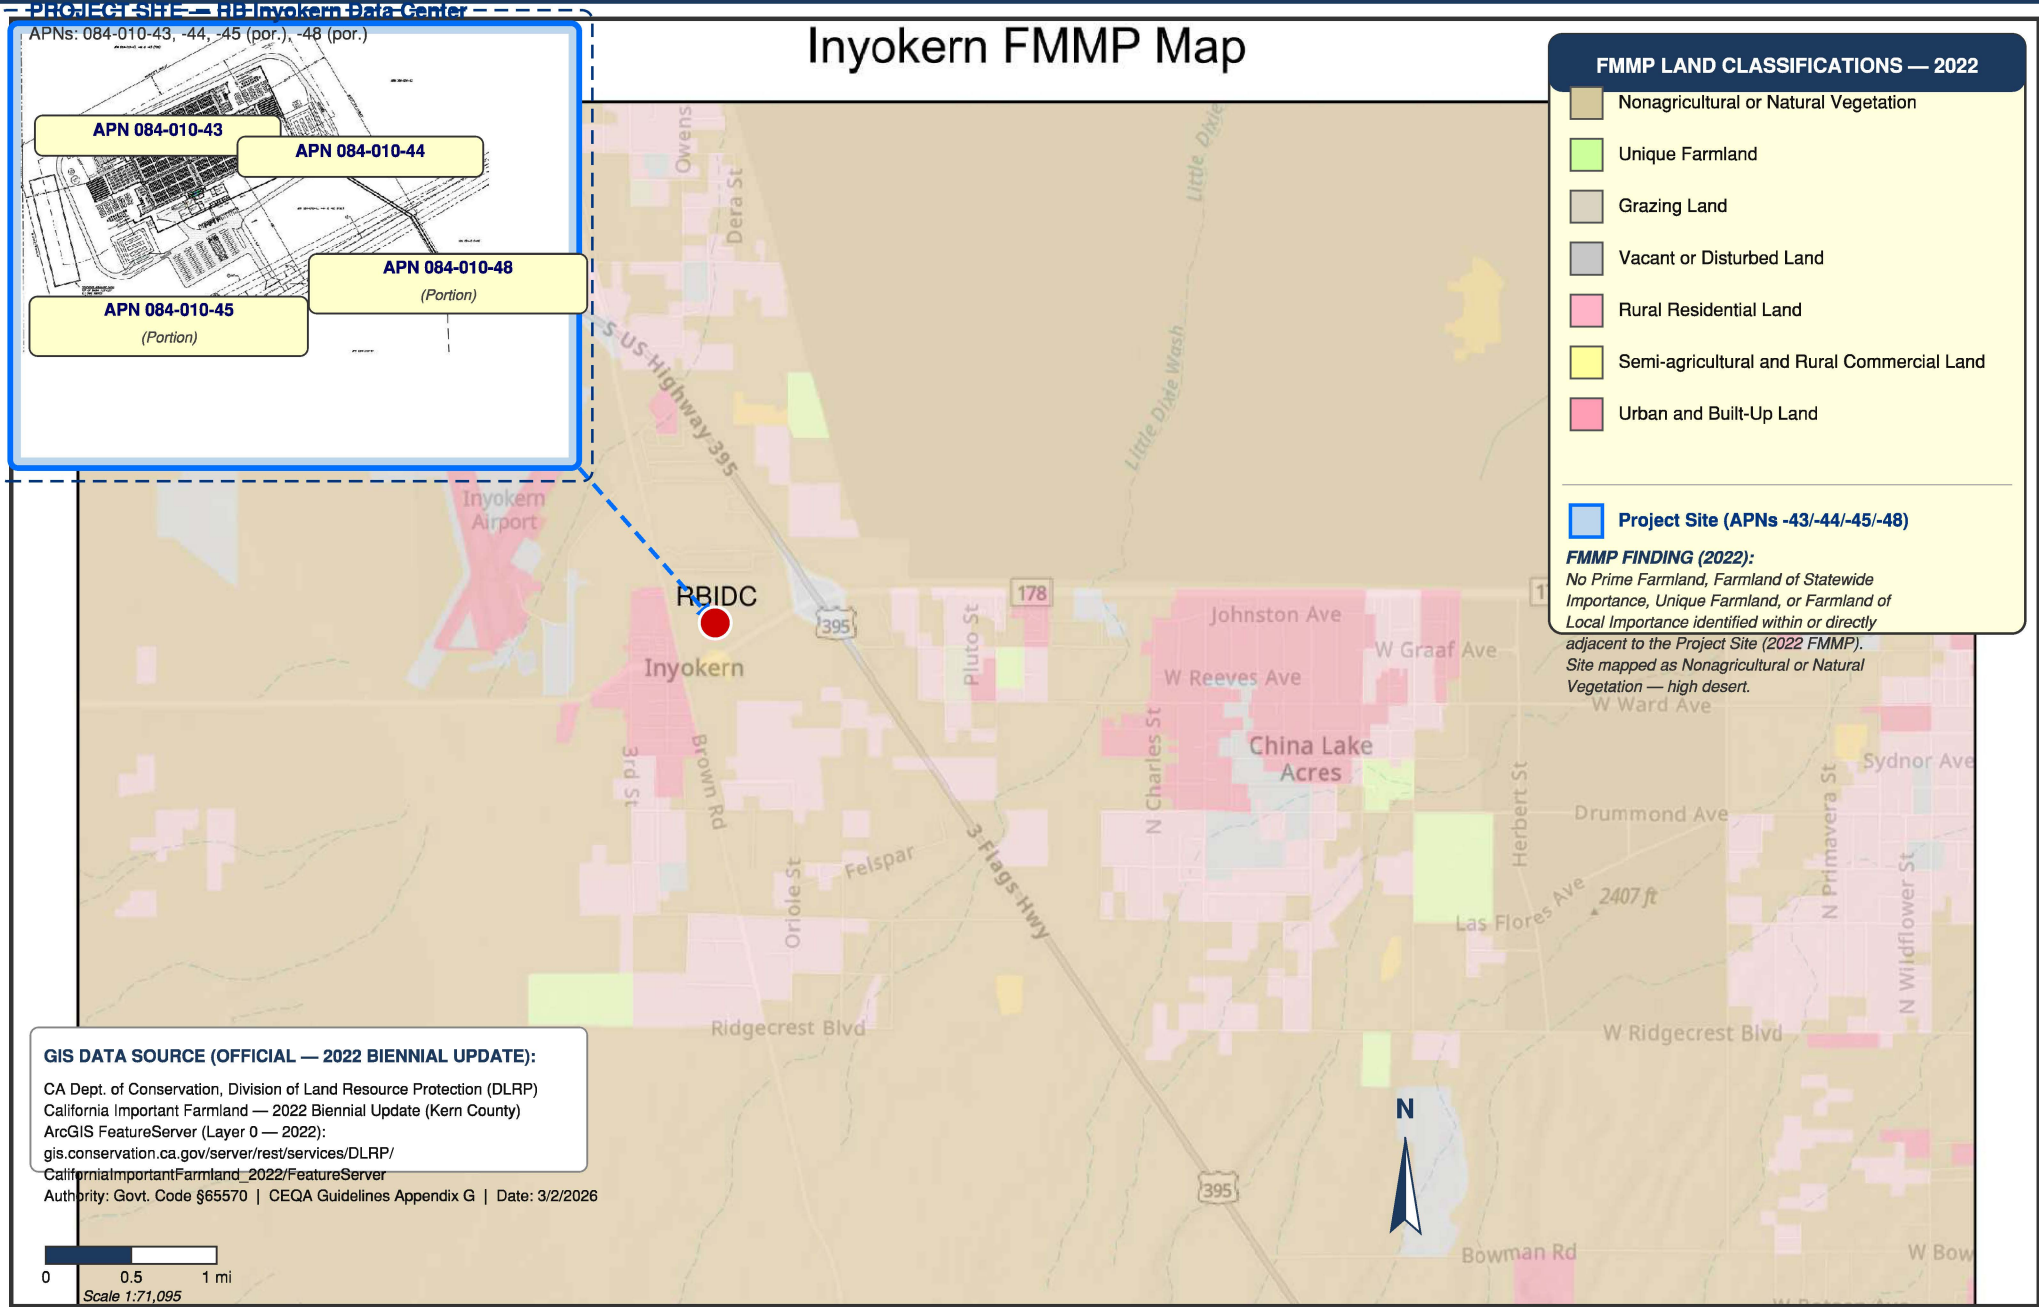 PROJECT SITE — RB Inyokern Data Center
APNs: 084-010-43, -44, -45 (por.), -48 (por.)
APN 084-010-43
APN 084-010-44
APN 084-010-48
(Portion)
APN 084-010-45
(Portion)
Inyokern FMMP Map
FMMP LAND CLASSIFICATIONS — 2022
Nonagricultural or Natural Vegetation
Unique Farmland
Grazing Land
Vacant or Disturbed Land
Rural Residential Land
Semi-agricultural and Rural Commercial Land
Urban and Built-Up Land
Project Site (APNs -43/-44/-45/-48)
FMMP FINDING (2022):
No Prime Farmland, Farmland of Statewide
Importance, Unique Farmland, or Farmland of
Local Importance identified within or directly
adjacent to the Project Site (2022 FMMP).
Site mapped as Nonagricultural or Natural
Vegetation — high desert.
Owens
Dera St
Little Dixie
Little Dixie Wash
S US Highway 395
Inyokern
Airport
RBIDC
395
178
Inyokern
Pluto St
Johnston Ave
W Graaf Ave
W Reeves Ave
W Ward Ave
China Lake
Acres
N Charles St
3rd St
Brown Rd
Sydnor Ave
Herbert St
Drummond Ave
N Primavera St
3 Flags Hwy
Felspar
Oriole St
Las Flores Ave
2407 ft
N Wildflower St
Ridgecrest Blvd
W Ridgecrest Blvd
N
395
Bowman Rd
W Bow
GIS DATA SOURCE (OFFICIAL — 2022 BIENNIAL UPDATE):
CA Dept. of Conservation, Division of Land Resource Protection (DLRP)
California Important Farmland — 2022 Biennial Update (Kern County)
ArcGIS FeatureServer (Layer 0 — 2022):
gis.conservation.ca.gov/server/rest/services/DLRP/
CaliforniaImportantFarmland_2022/FeatureServer
Authority: Govt. Code §65570 | CEQA Guidelines Appendix G | Date: 3/2/2026
0 0.5 1 mi
Scale 1:71,095